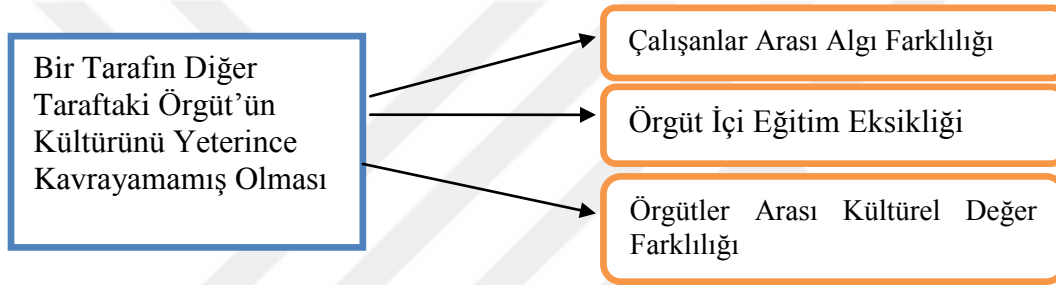 Bir Tarafın Diğer
Taraftaki Örgüt’ün
Kültürünü Yeterince
Kavrayamamış Olması
Çalışanlar Arası Algı Farklılığı
Örgüt İçi Eğitim Eksikliği
Örgütler Arası Kültürel Değer
Farklılığı